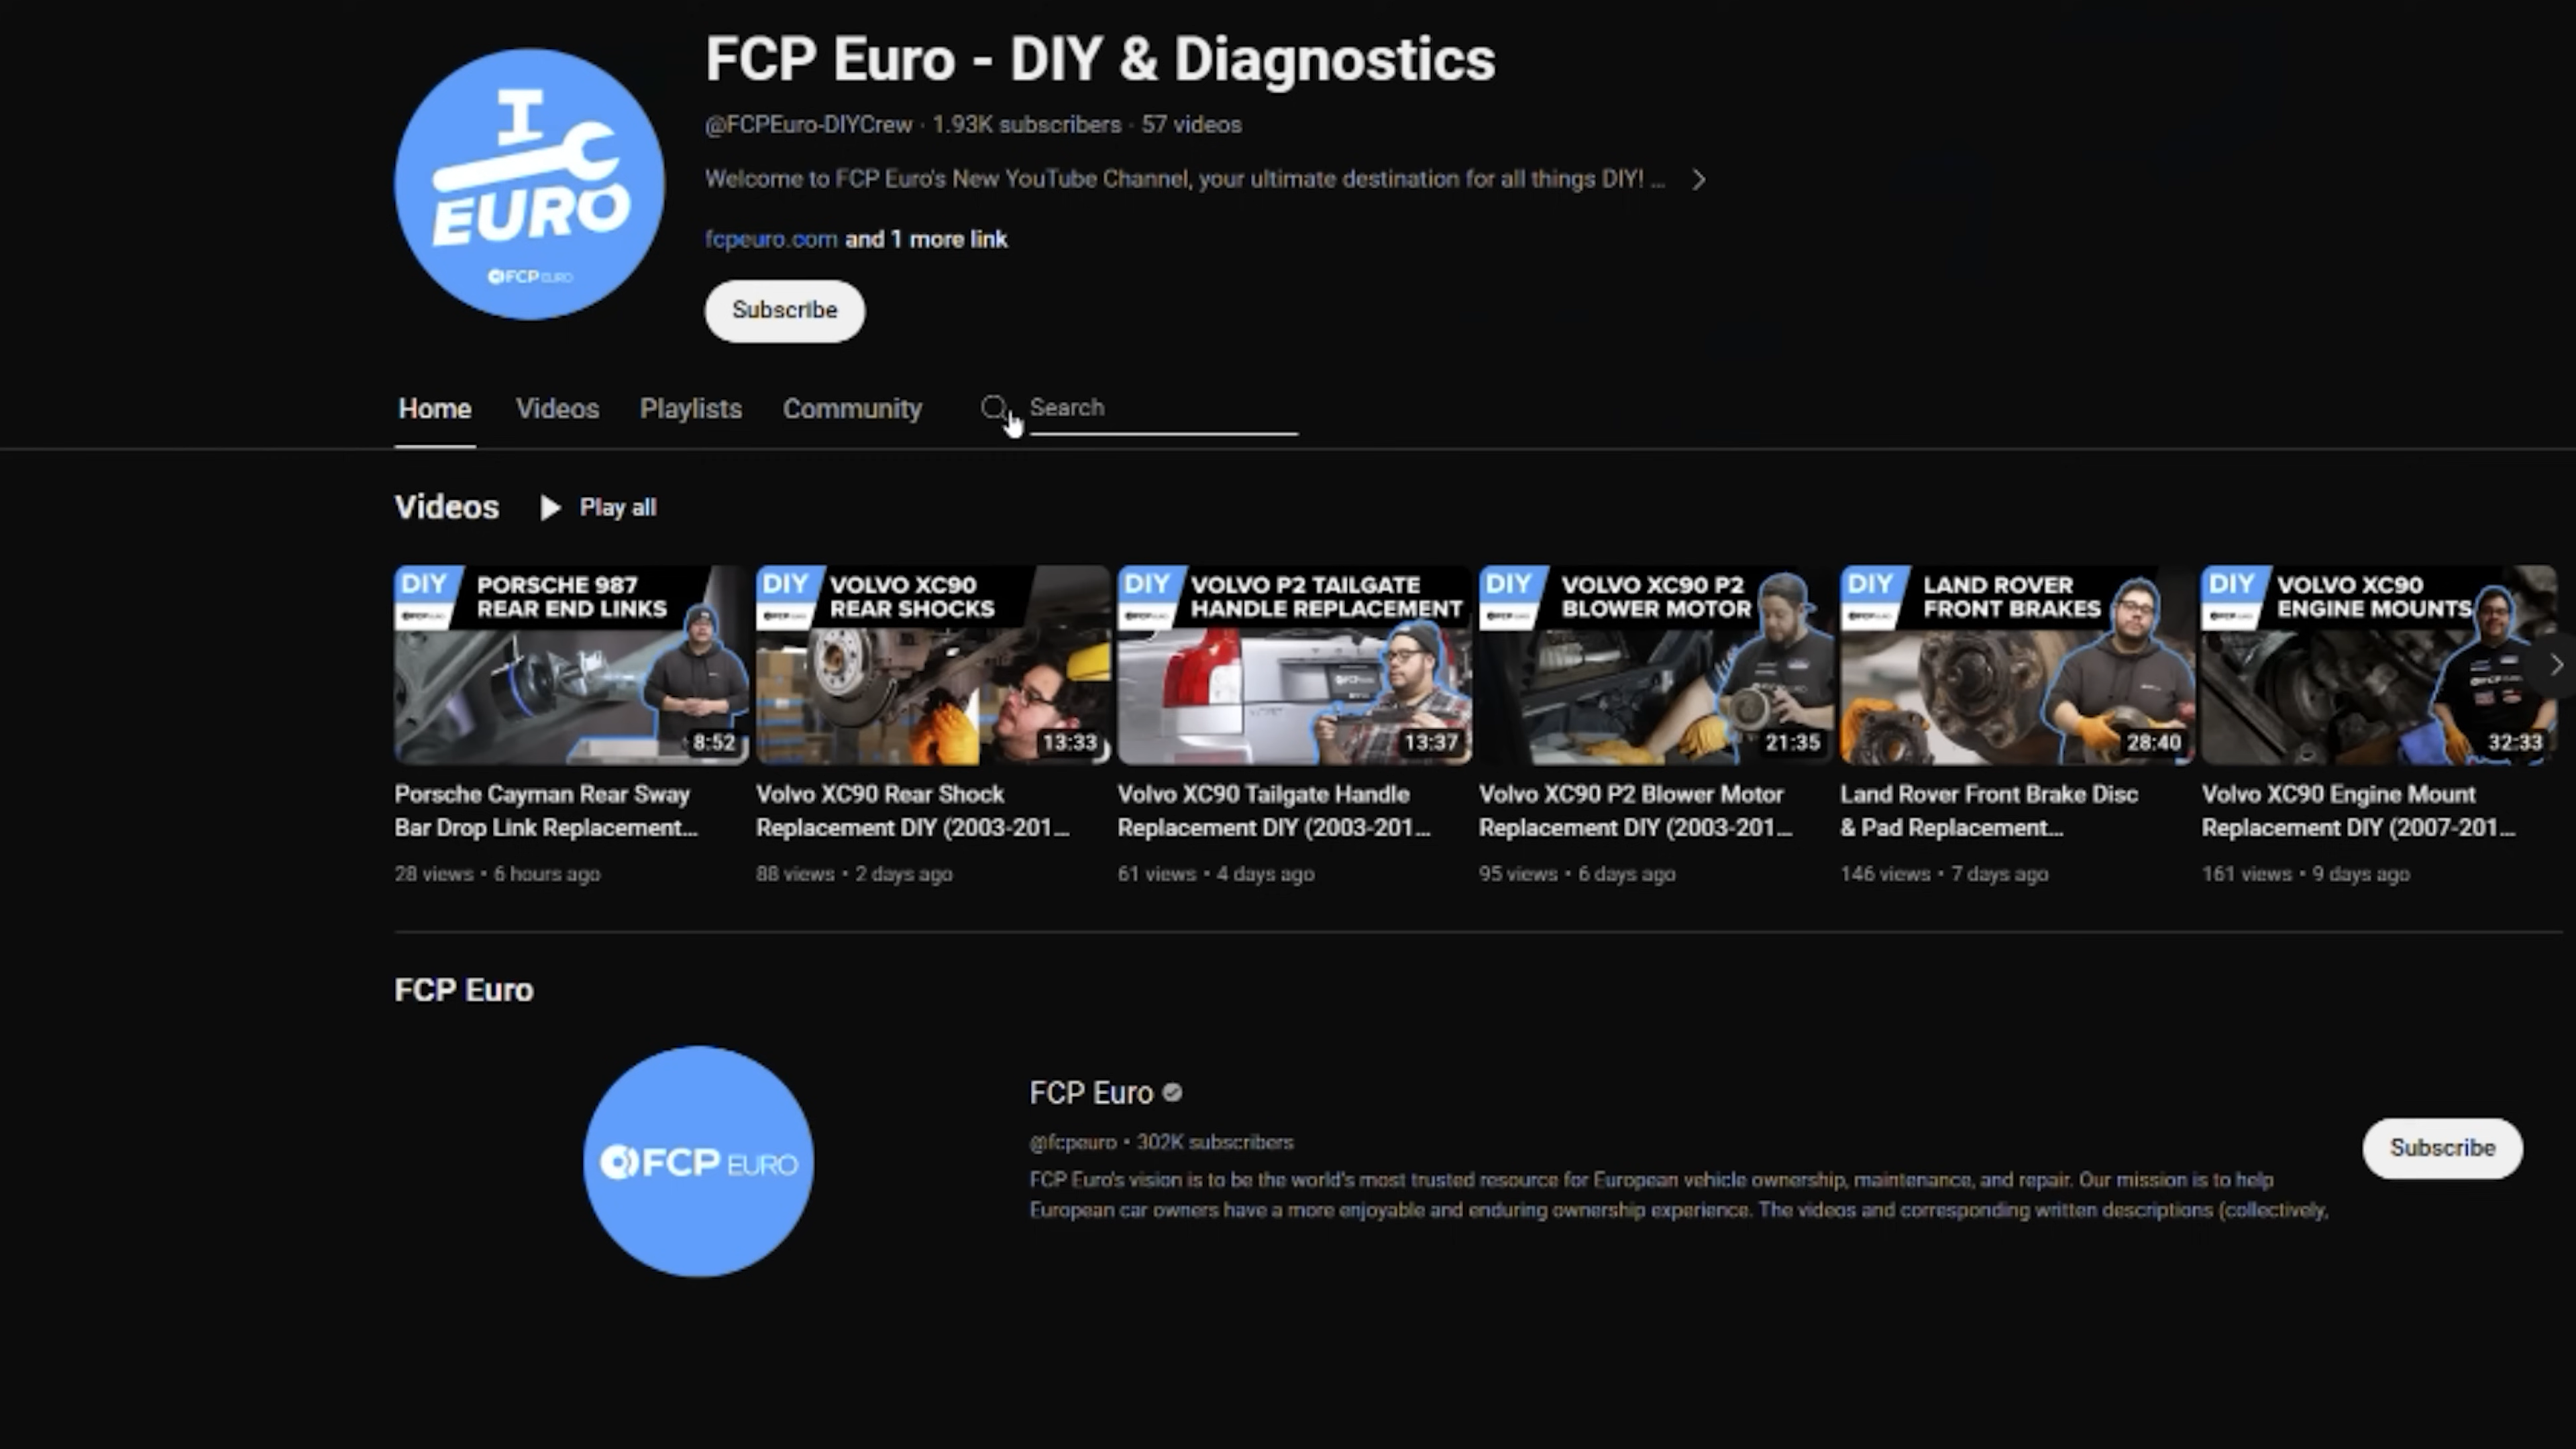 FCP Euro - DIY & Diagnostics
@FCPEuro-DIYCrew · 1.93K subscribers · 57 videos
Welcome to FCP Euro's New YouTube Channel, your ultimate destination for all things DIY! ...
fcpeuro.com and 1 more link
Subscribe
I
EURO
FCP EURO
Home Videos Playlists Community Search
Videos Play all
DIY PORSCHE 987
REAR END LINKS
8:52
DIY VOLVO XC90
REAR SHOCKS
13:33
DIY VOLVO P2 TAILGATE
HANDLE REPLACEMENT
13:37
DIY VOLVO XC90 P2
BLOWER MOTOR
21:35
DIY LAND ROVER
FRONT BRAKES
28:40
DIY VOLVO XC90
ENGINE MOUNTS
32:33
Porsche Cayman Rear Sway
Bar Drop Link Replacement...
28 views • 6 hours ago
Volvo XC90 Rear Shock
Replacement DIY (2003-201...
88 views • 2 days ago
Volvo XC90 Tailgate Handle
Replacement DIY (2003-201...
61 views • 4 days ago
Volvo XC90 P2 Blower Motor
Replacement DIY (2003-201...
95 views • 6 days ago
Land Rover Front Brake Disc
& Pad Replacement...
146 views • 7 days ago
Volvo XC90 Engine Mount
Replacement DIY (2007-201...
161 views • 9 days ago
FCP Euro
FCP EURO
FCP Euro
@fcpeuro • 302K subscribers
FCP Euro's vision is to be the world's most trusted resource for European vehicle ownership, maintenance, and repair. Our mission is to help
European car owners have a more enjoyable and enduring ownership experience. The videos and corresponding written descriptions (collectively,
Subscribe